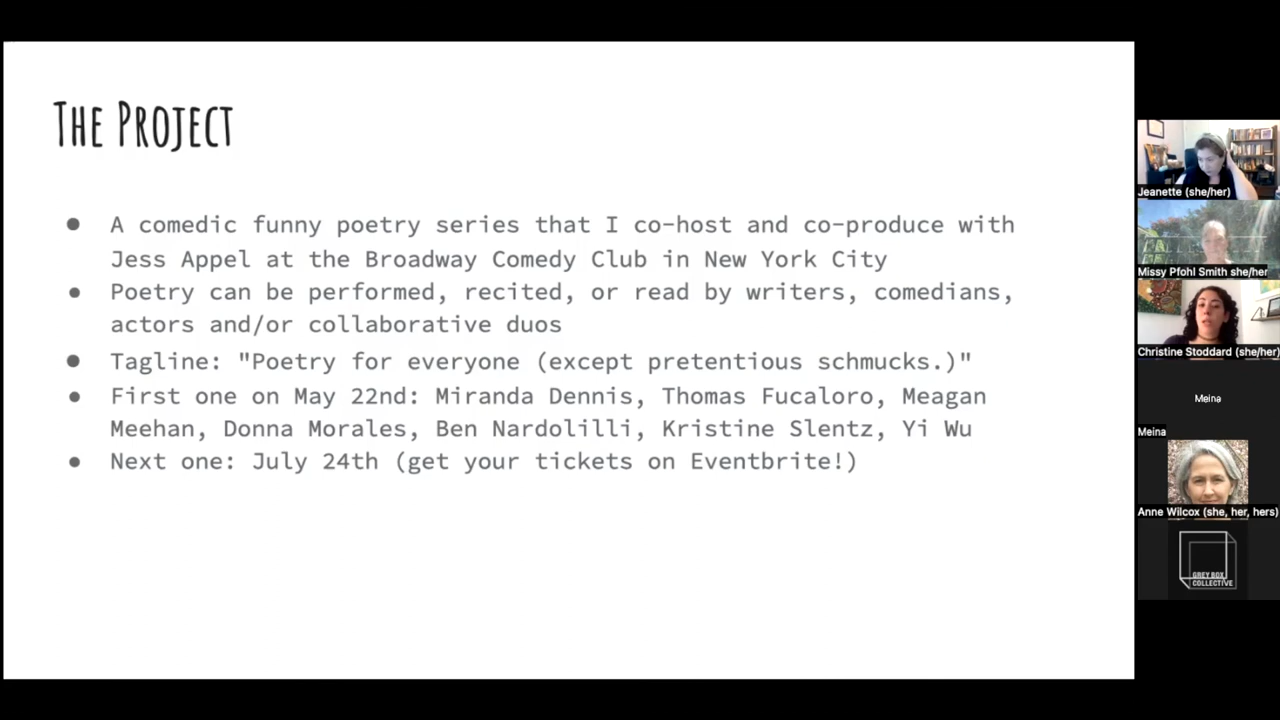 The Project
● A comedic funny poetry series that I co-host and co-produce with
Jess Appel at the Broadway Comedy Club in New York City
● Poetry can be performed, recited, or read by writers, comedians,
actors and/or collaborative duos
● Tagline: "Poetry for everyone (except pretentious schmucks.)"
● First one on May 22nd: Miranda Dennis, Thomas Fucaloro, Meagan
Meehan, Donna Morales, Ben Nardolilli, Kristine Slentz, Yi Wu
● Next one: July 24th (get your tickets on Eventbrite!)
Jeanette (she/her)
Missy Pfohl Smith she/her
Christine Stoddard (she/her)
Meina
Meina
Anne Wilcox (she, her, hers)
GREY BOX
COLLECTIVE